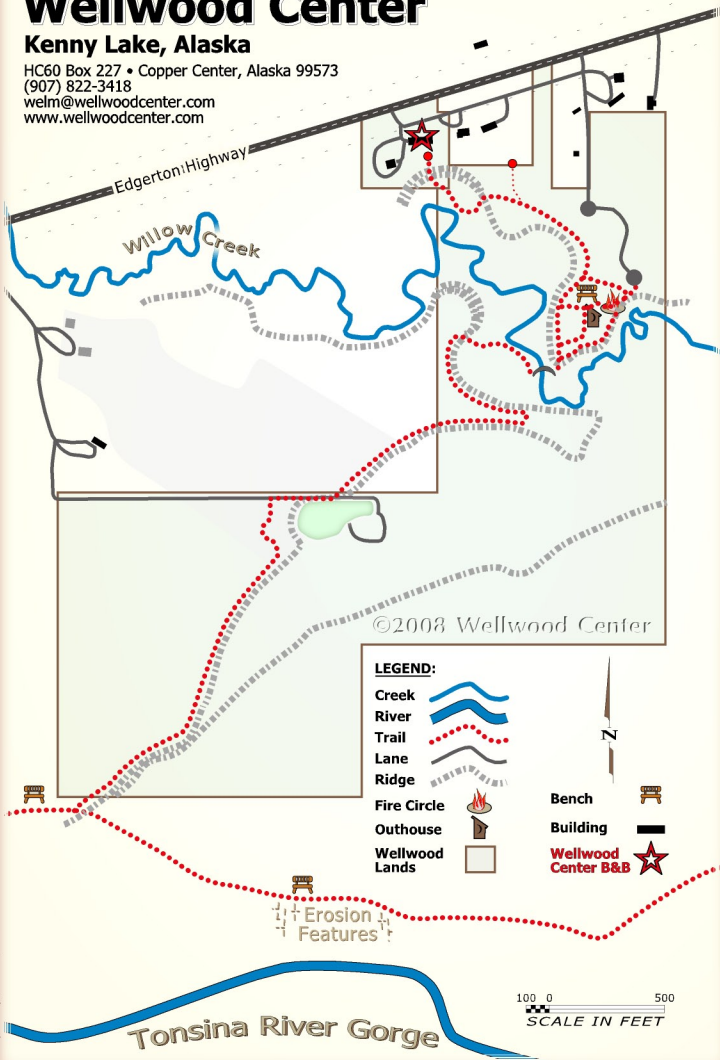 Wellwood Center
Kenny Lake, Alaska
HC60 Box 227 • Copper Center, Alaska 99573
(907) 822-3418
welm@wellwoodcenter.com
www.wellwoodcenter.com
Edgerton Highway
Willow Creek
©2008 Wellwood Center
LEGEND:
Creek
River
Trail
Lane
Ridge
Fire Circle
Outhouse
Wellwood
Lands
N
Bench
Building
Wellwood
Center B&B
Erosion
Features
Tonsina River Gorge
100 0 500
SCALE IN FEET